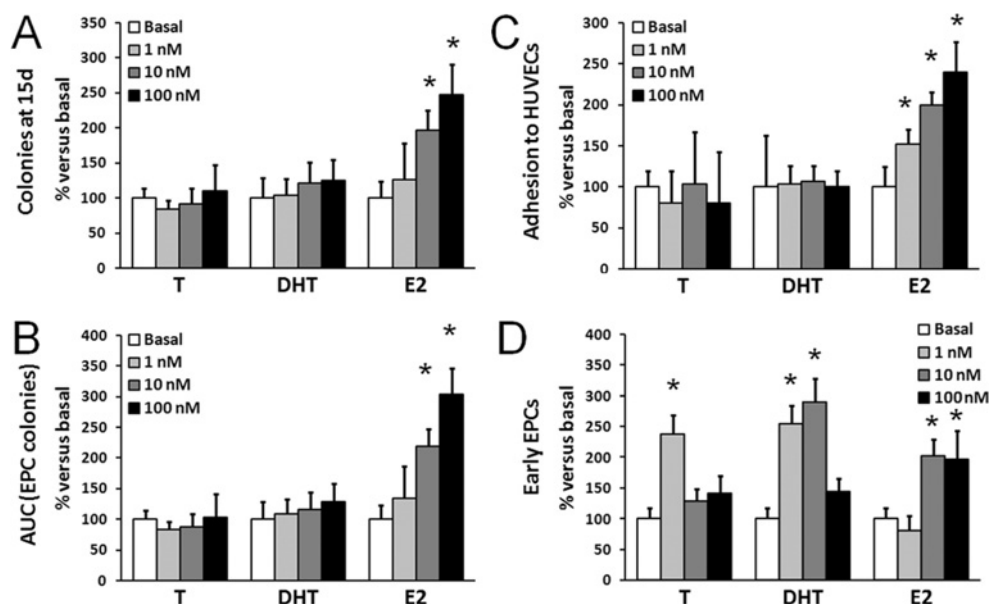 A
Colonies at 15d
% versus basal
350
300
250
200
150
100
50
0
Basal
1 nM
10 nM
100 nM
*
*
T
DHT
E2
C
Adhesion to HUVECs
% versus basal
300
250
200
150
100
50
0
Basal
1 nM
10 nM
100 nM
*
*
*
T
DHT
E2
B
AUC (EPC colonies)
% versus basal
400
350
300
250
200
150
100
50
0
Basal
1 nM
10 nM
100 nM
*
*
T
DHT
E2
D
Early EPCs
% versus basal
400
350
300
250
200
150
100
50
0
Basal
1 nM
10 nM
100 nM
*
*
*
*
*
T
DHT
E2